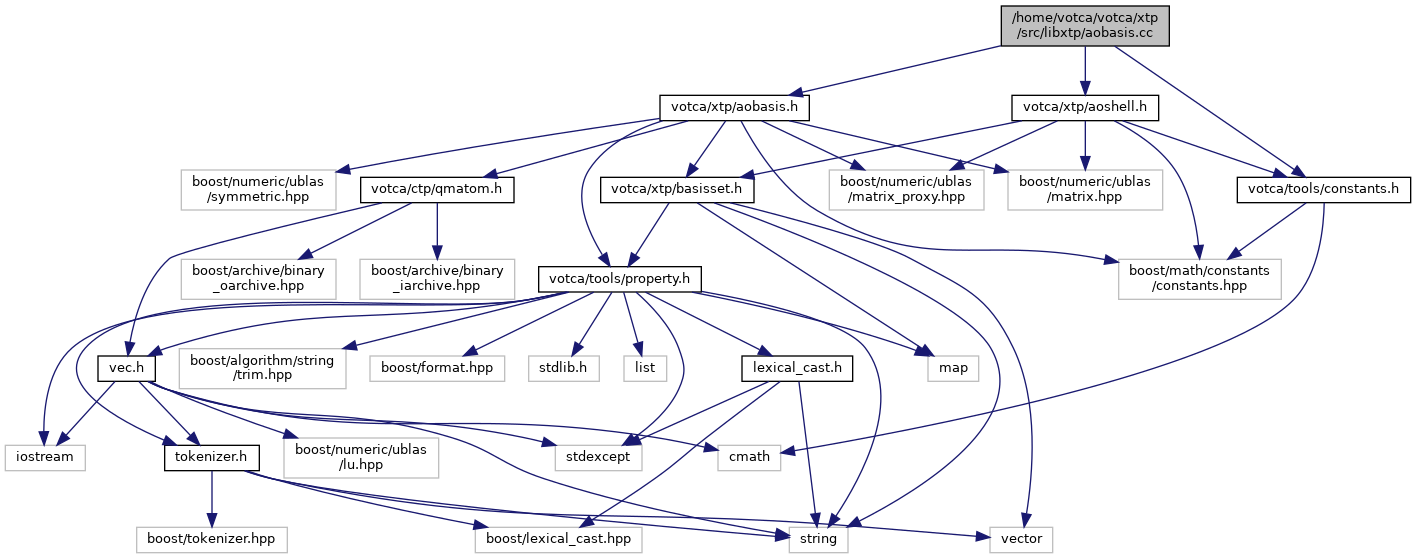 /home/votca/votca/xtp
/src/libxtp/aobasis.cc
votca/xtp/aobasis.h
votca/xtp/aoshell.h
boost/numeric/ublas
/symmetric.hpp
votca/ctp/qmatom.h
votca/xtp/basisset.h
boost/numeric/ublas
/matrix_proxy.hpp
boost/numeric/ublas
/matrix.hpp
votca/tools/constants.h
boost/archive/binary
_oarchive.hpp
boost/archive/binary
_iarchive.hpp
votca/tools/property.h
boost/math/constants
/constants.hpp
vec.h
boost/algorithm/string
/trim.hpp
boost/format.hpp
stdlib.h
list
lexical_cast.h
map
iostream
tokenizer.h
boost/numeric/ublas
/lu.hpp
stdexcept
cmath
boost/tokenizer.hpp
boost/lexical_cast.hpp
string
vector